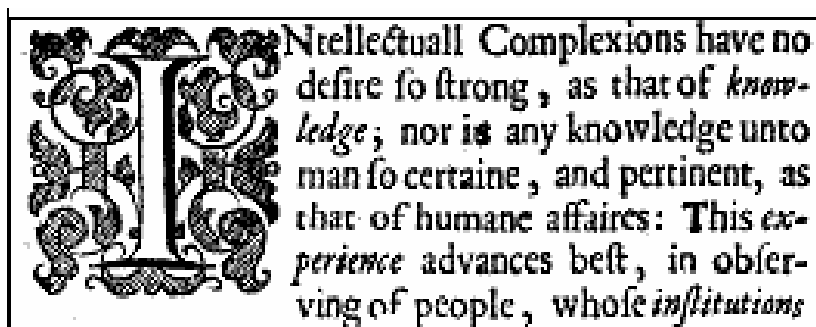 INtellectuall Complexions have no
deſire ſo ſtrong, as that of know-
ledge; nor is any knowledge unto
man ſo certaine, and pertinent, as
that of humane affaires: This ex-
perience advances beſt, in obſer-
ving of people, whoſe inſtitutions